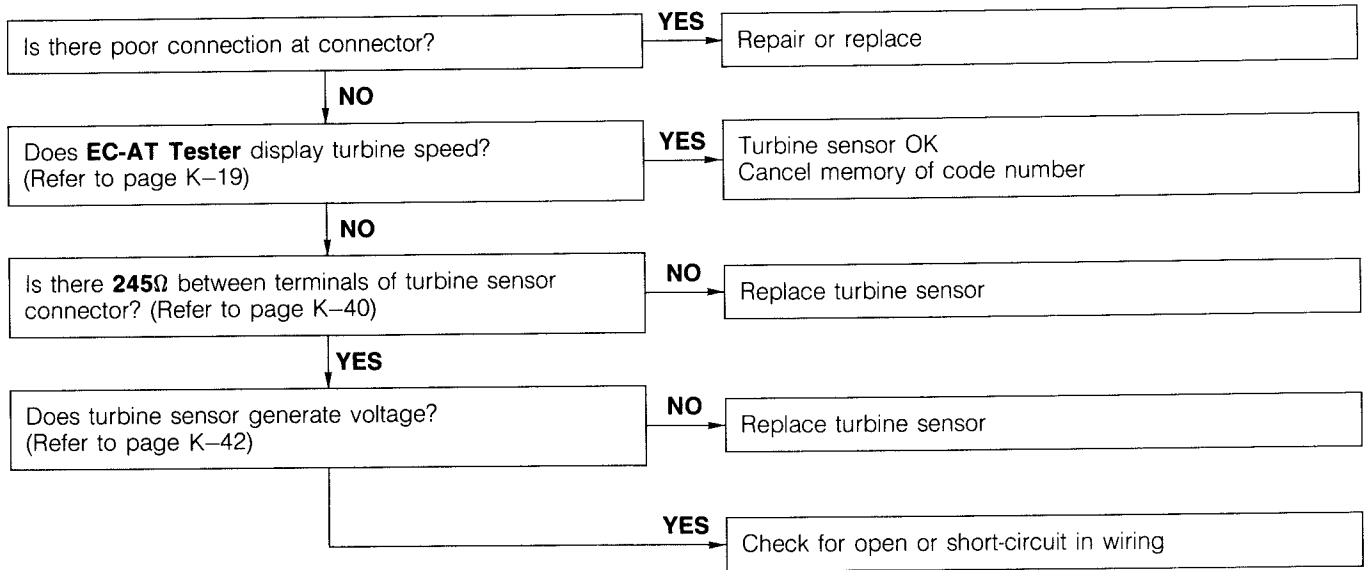 Is there poor connection at connector?
YES
Repair or replace
NO
Does EC-AT Tester display turbine speed?
(Refer to page K–19)
YES
Turbine sensor OK
Cancel memory of code number
NO
Is there 245Ω between terminals of turbine sensor
connector? (Refer to page K–40)
NO
Replace turbine sensor
YES
Does turbine sensor generate voltage?
(Refer to page K–42)
NO
Replace turbine sensor
YES
Check for open or short-circuit in wiring